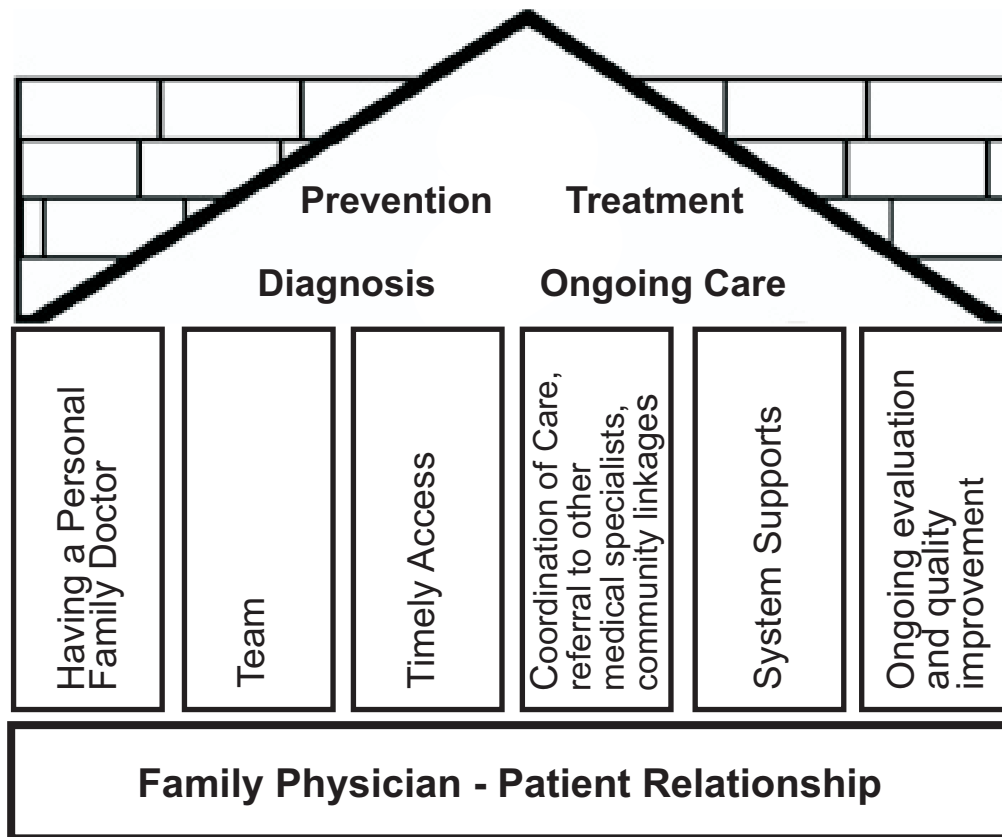 Prevention Treatment
Diagnosis Ongoing Care
Having a Personal
Family Doctor
Team
Timely Access
Coordination of Care,
referral to other
medical specialists,
community linkages
System Supports
Ongoing evaluation
and quality
improvement
Family Physician - Patient Relationship